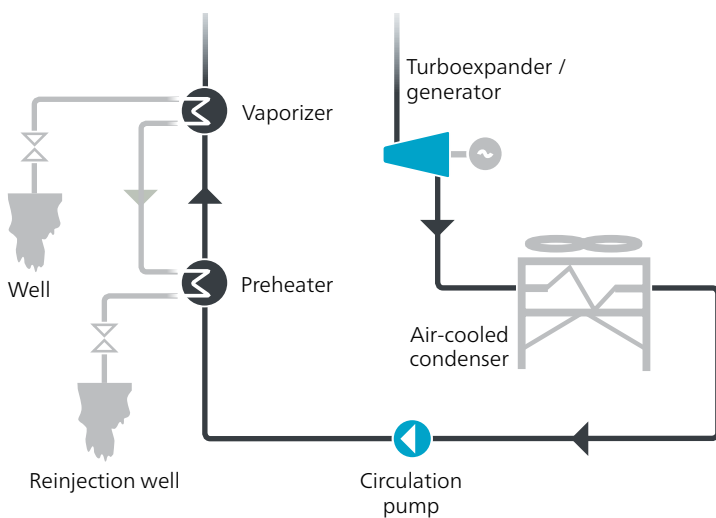 Turboexpander /
generator
Vaporizer
Well
Preheater
Air-cooled
condenser
Reinjection well
Circulation
pump